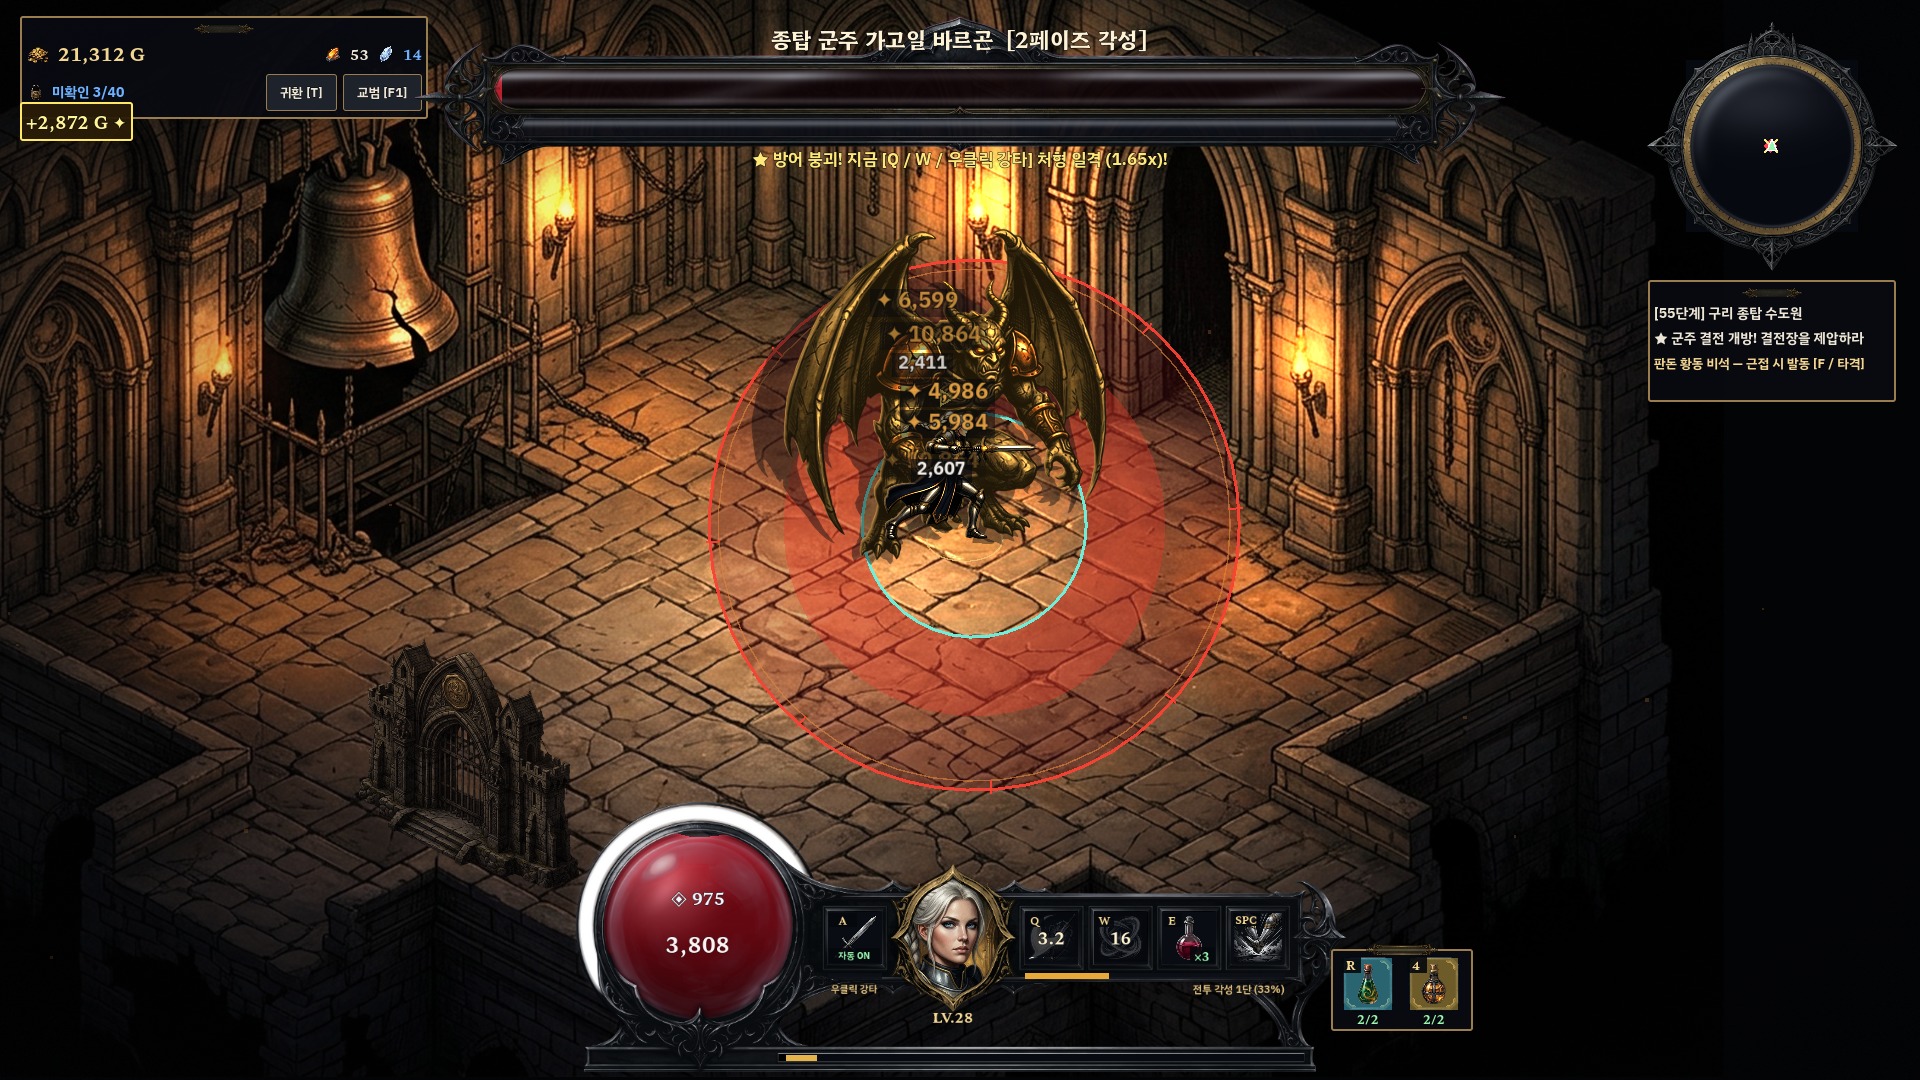 21,312 G
53
14
미확인 3/40
귀환 [T]
교범 [F1]
+2,872 G ✦
종탑 군주 가고일 바르곤 [2페이즈 각성]
★ 방어 붕괴! 지금 [Q / W / 우클릭 강타] 처형 일격 (1.65x)!
[55단계] 구리 종탑 수도원
★ 군주 결전 개방! 결전장을 제압하라
판돈 황동 비석 – 근접 시 발동 [F / 타격]
✦ 6,599
✦ 10,864
2,411
✦ 4,986
✦ 5,984
2,607
975
3,808
A
자동 ON
우클릭 강타
LV.28
Q
3.2
W
16
E
×3
SPC
전투 각성 1단 (33%)
R
2/2
4
2/2